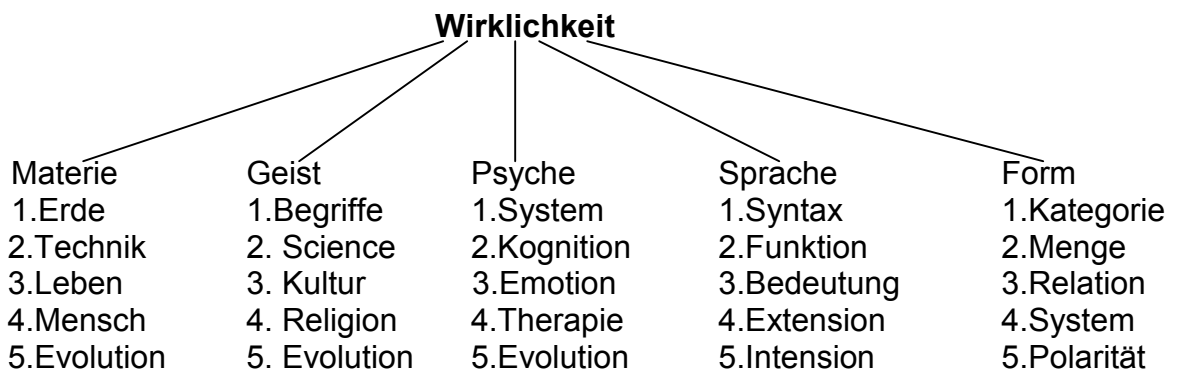 Wirklichkeit
Materie Geist Psyche Sprache Form
1.Erde 1.Begriffe 1.System 1.Syntax 1.Kategorie
2.Technik 2. Science 2.Kognition 2.Funktion 2.Menge
3.Leben 3. Kultur 3.Emotion 3.Bedeutung 3.Relation
4.Mensch 4. Religion 4.Therapie 4.Extension 4.System
5.Evolution 5. Evolution 5.Evolution 5.Intension 5.Polarität